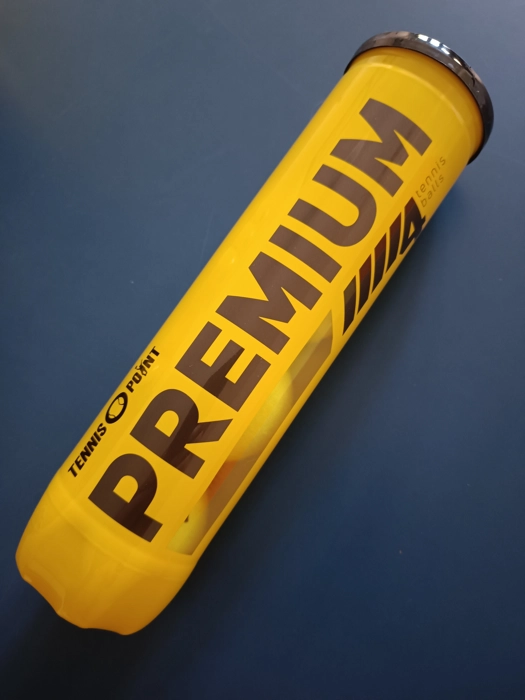 PREMIUM
4
tennis
balls
TENNIS POINT